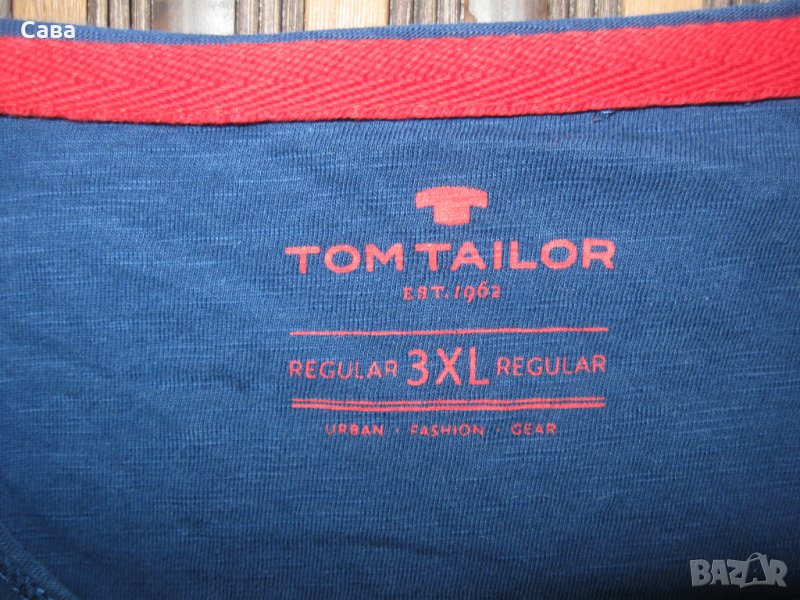 Сава
TOM TAILOR
EST. 1962
REGULAR 3XL REGULAR
URBAN · FASHION · GEAR
BAZAR